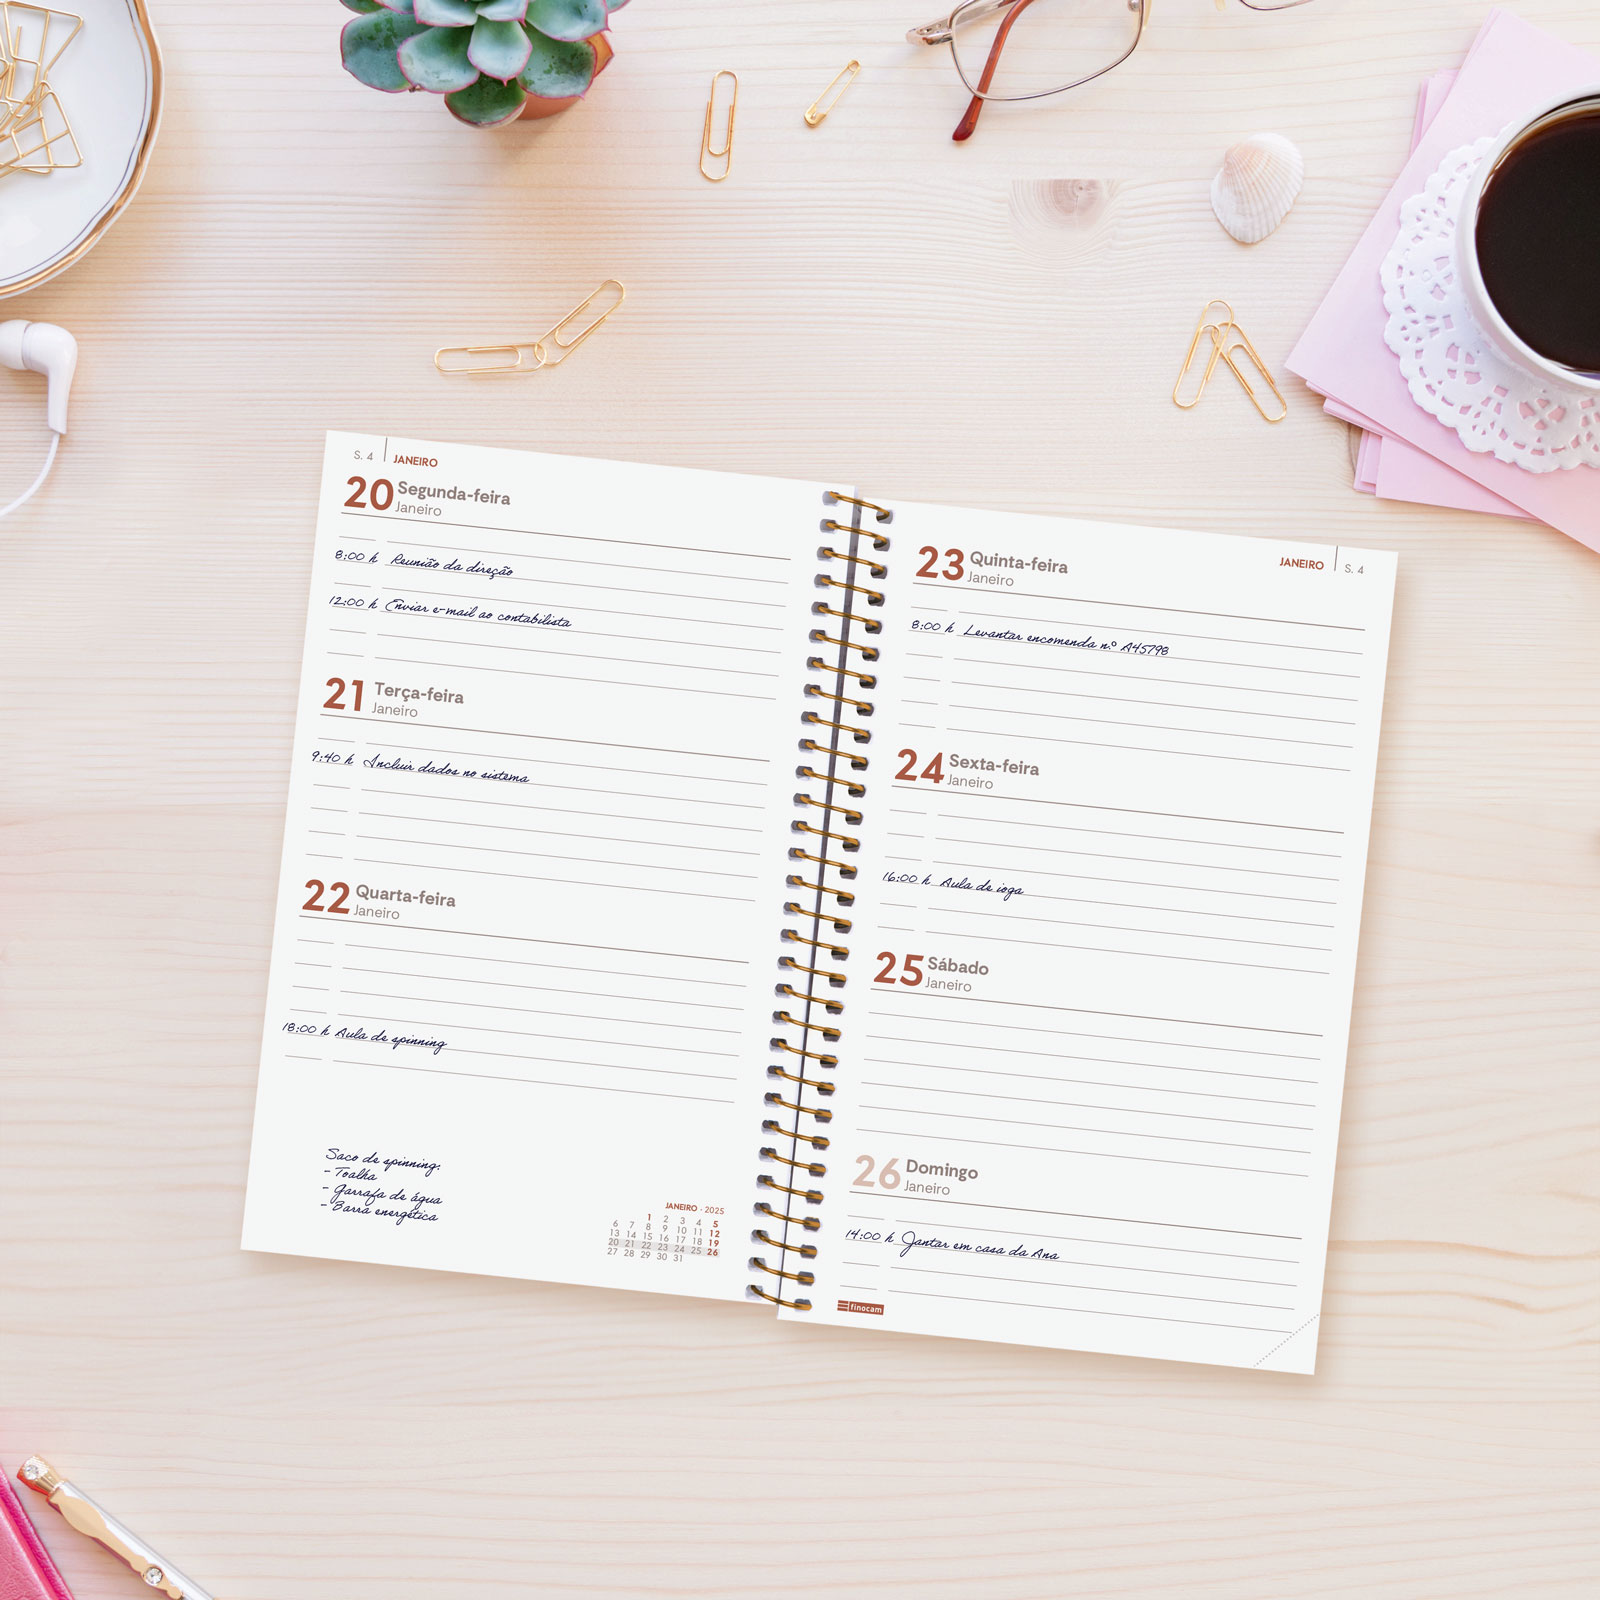 S. 4 JANEIRO
20 Segunda-feira
Janeiro
8:00 h Reunião da direção
12:00 h Enviar e-mail ao contabilista
21 Terça-feira
Janeiro
9:40 h Incluir dados no sistema
22 Quarta-feira
Janeiro
18:00 h Aula de spinning
Saco de spinning:
- Toalha
- Garrafa de água
- Barra energética
JANEIRO - 2025
1 2 3 4 5
6 7 8 9 10 11 12
13 14 15 16 17 18 19
20 21 22 23 24 25 26
27 28 29 30 31
JANEIRO S. 4
23 Quinta-feira
Janeiro
8:00 h Levantar encomenda n.º A45798
24 Sexta-feira
Janeiro
16:00 h Aula de ioga
25 Sábado
Janeiro
26 Domingo
Janeiro
14:00 h Jantar em casa da Ana
finocam